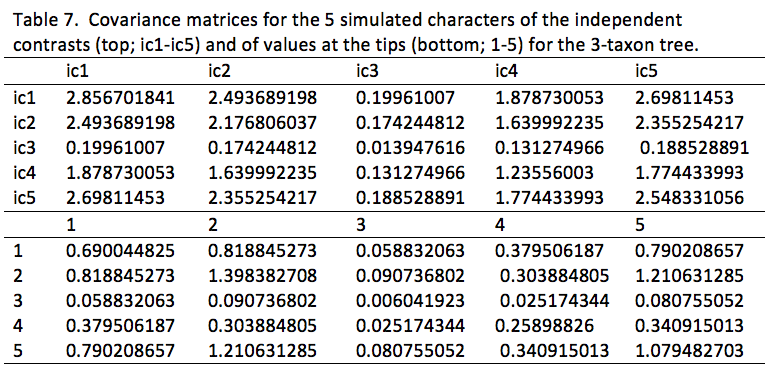 Table 7. Covariance matrices for the 5 simulated characters of the independent
contrasts (top; ic1-ic5) and of values at the tips (bottom; 1-5) for the 3-taxon tree.
ic1 ic2 ic3 ic4 ic5
ic1 2.856701841 2.493689198 0.19961007 1.878730053 2.69811453
ic2 2.493689198 2.176806037 0.174244812 1.639992235 2.355254217
ic3 0.19961007 0.174244812 0.013947616 0.131274966 0.188528891
ic4 1.878730053 1.639992235 0.131274966 1.23556003 1.774433993
ic5 2.69811453 2.355254217 0.188528891 1.774433993 2.548331056
1 2 3 4 5
1 0.690044825 0.818845273 0.058832063 0.379506187 0.790208657
2 0.818845273 1.398382708 0.090736802 0.303884805 1.210631285
3 0.058832063 0.090736802 0.006041923 0.025174344 0.080755052
4 0.379506187 0.303884805 0.025174344 0.25898826 0.340915013
5 0.790208657 1.210631285 0.080755052 0.340915013 1.079482703